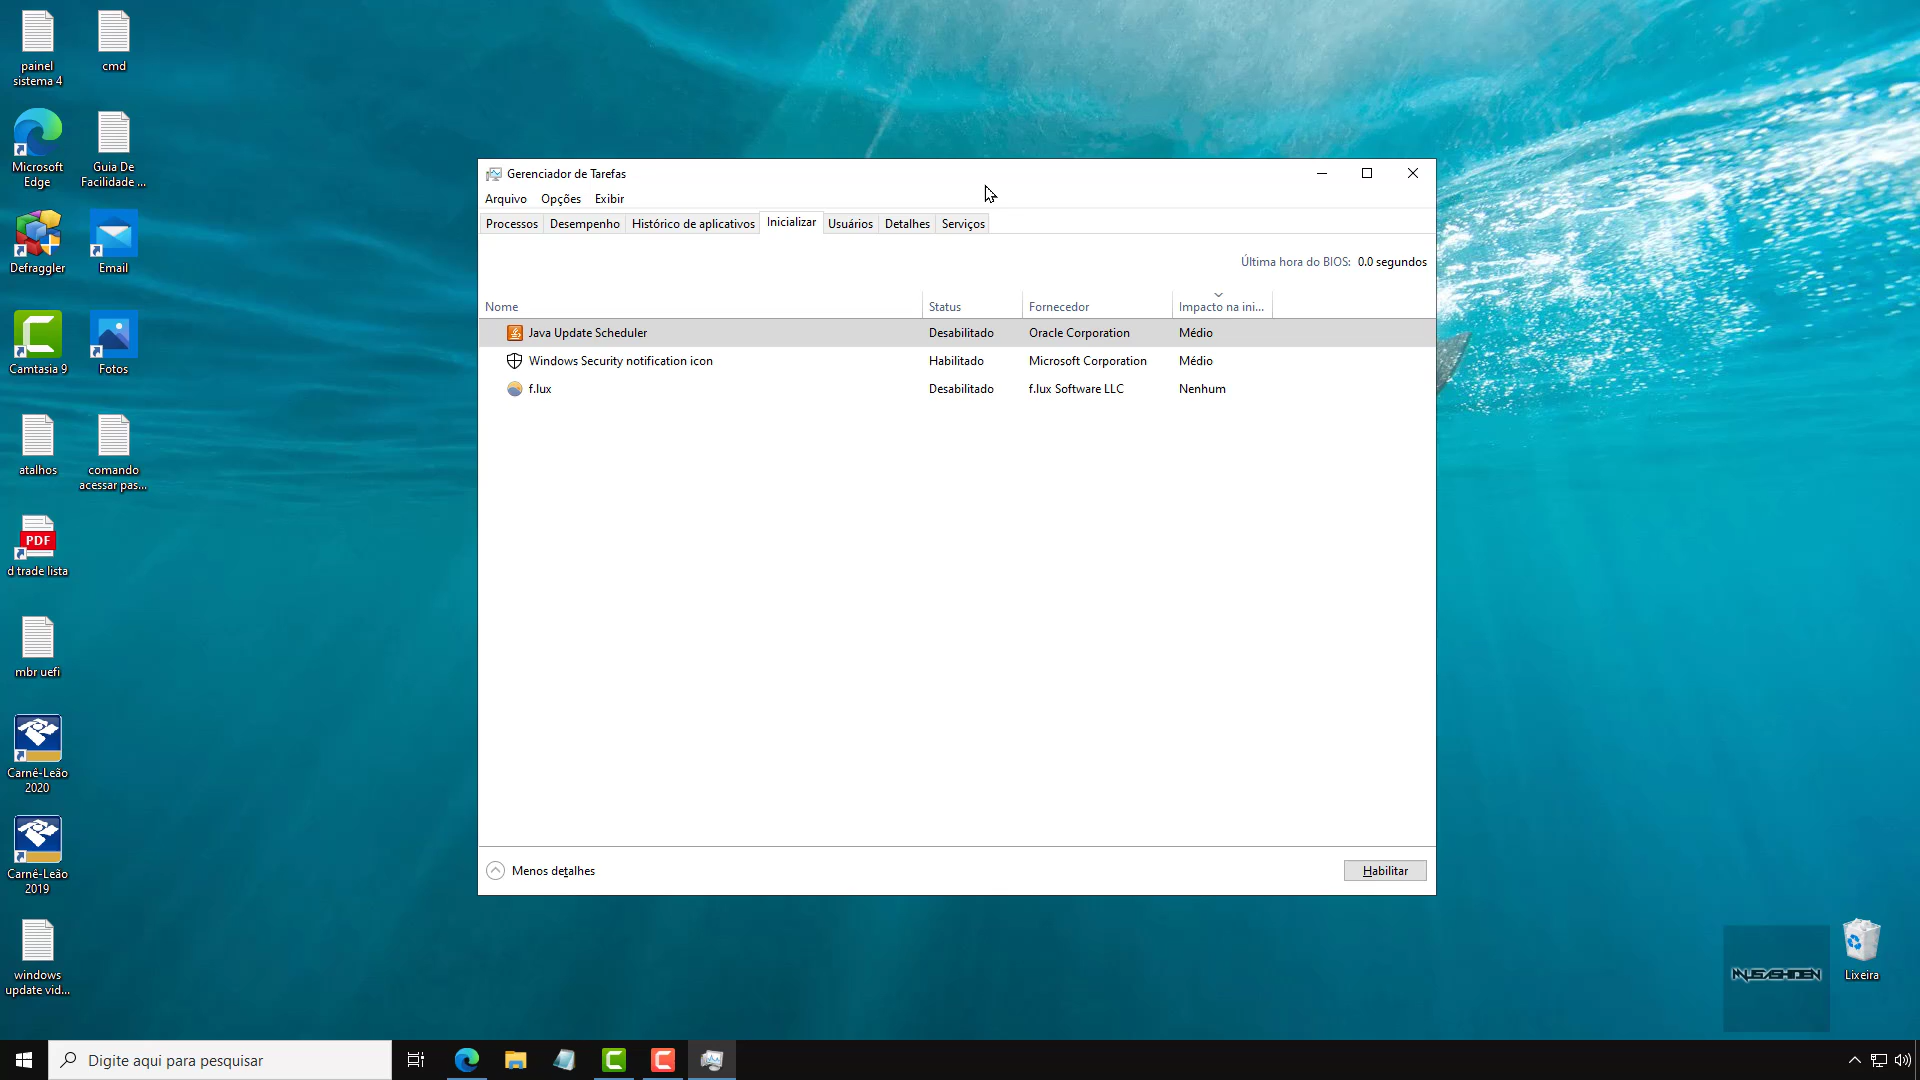 painel
sistema 4
cmd
Microsoft
Edge
Guia De
Facilidade ...
Defraggler
Email
Camtasia 9
Fotos
atalhos
comando
acessar pas...
PDF
d trade lista
mbr uefi
Carnê-Leão
2020
Carnê-Leão
2019
windows
update vid...
Gerenciador de Tarefas
Arquivo Opções Exibir
Processos Desempenho Histórico de aplicativos Inicializar Usuários Detalhes Serviços
Última hora do BIOS: 0.0 segundos
Nome Status Fornecedor Impacto na ini...
Java Update Scheduler Desabilitado Oracle Corporation Médio
Windows Security notification icon Habilitado Microsoft Corporation Médio
f.lux Desabilitado f.lux Software LLC Nenhum
Menos detalhes Habilitar
Lixeira
Digite aqui para pesquisar